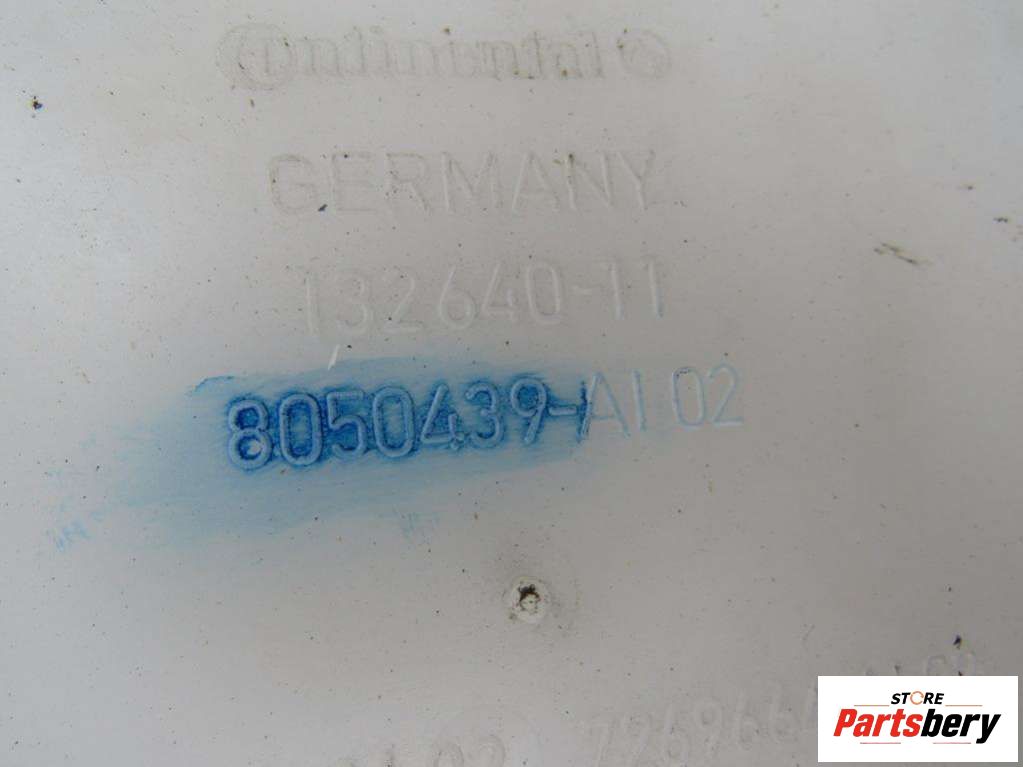 Continental
GERMANY
132640-11
8050439-AI 02
STORE
Partsbery